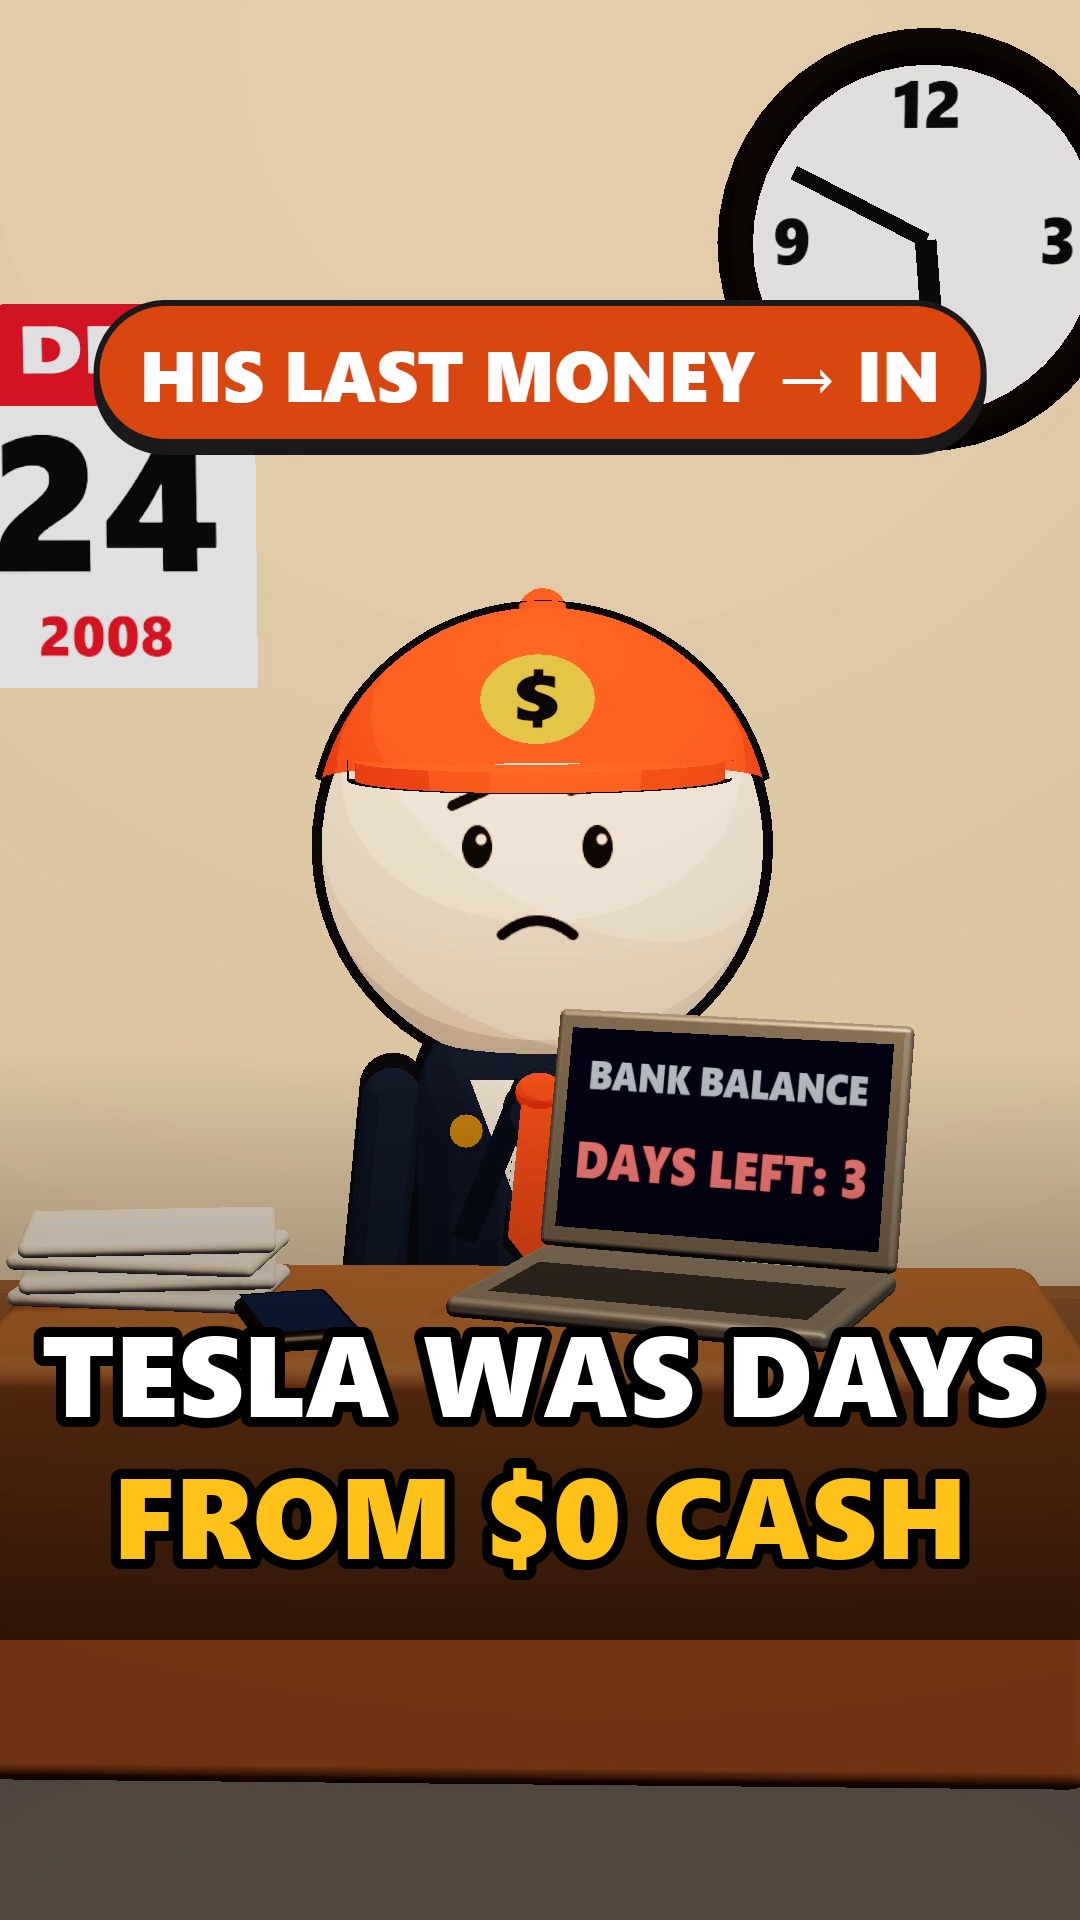 12
9
3
HIS LAST MONEY → IN
24
2008
$
BANK BALANCE
DAYS LEFT: 3
TESLA WAS DAYS
FROM $0 CASH